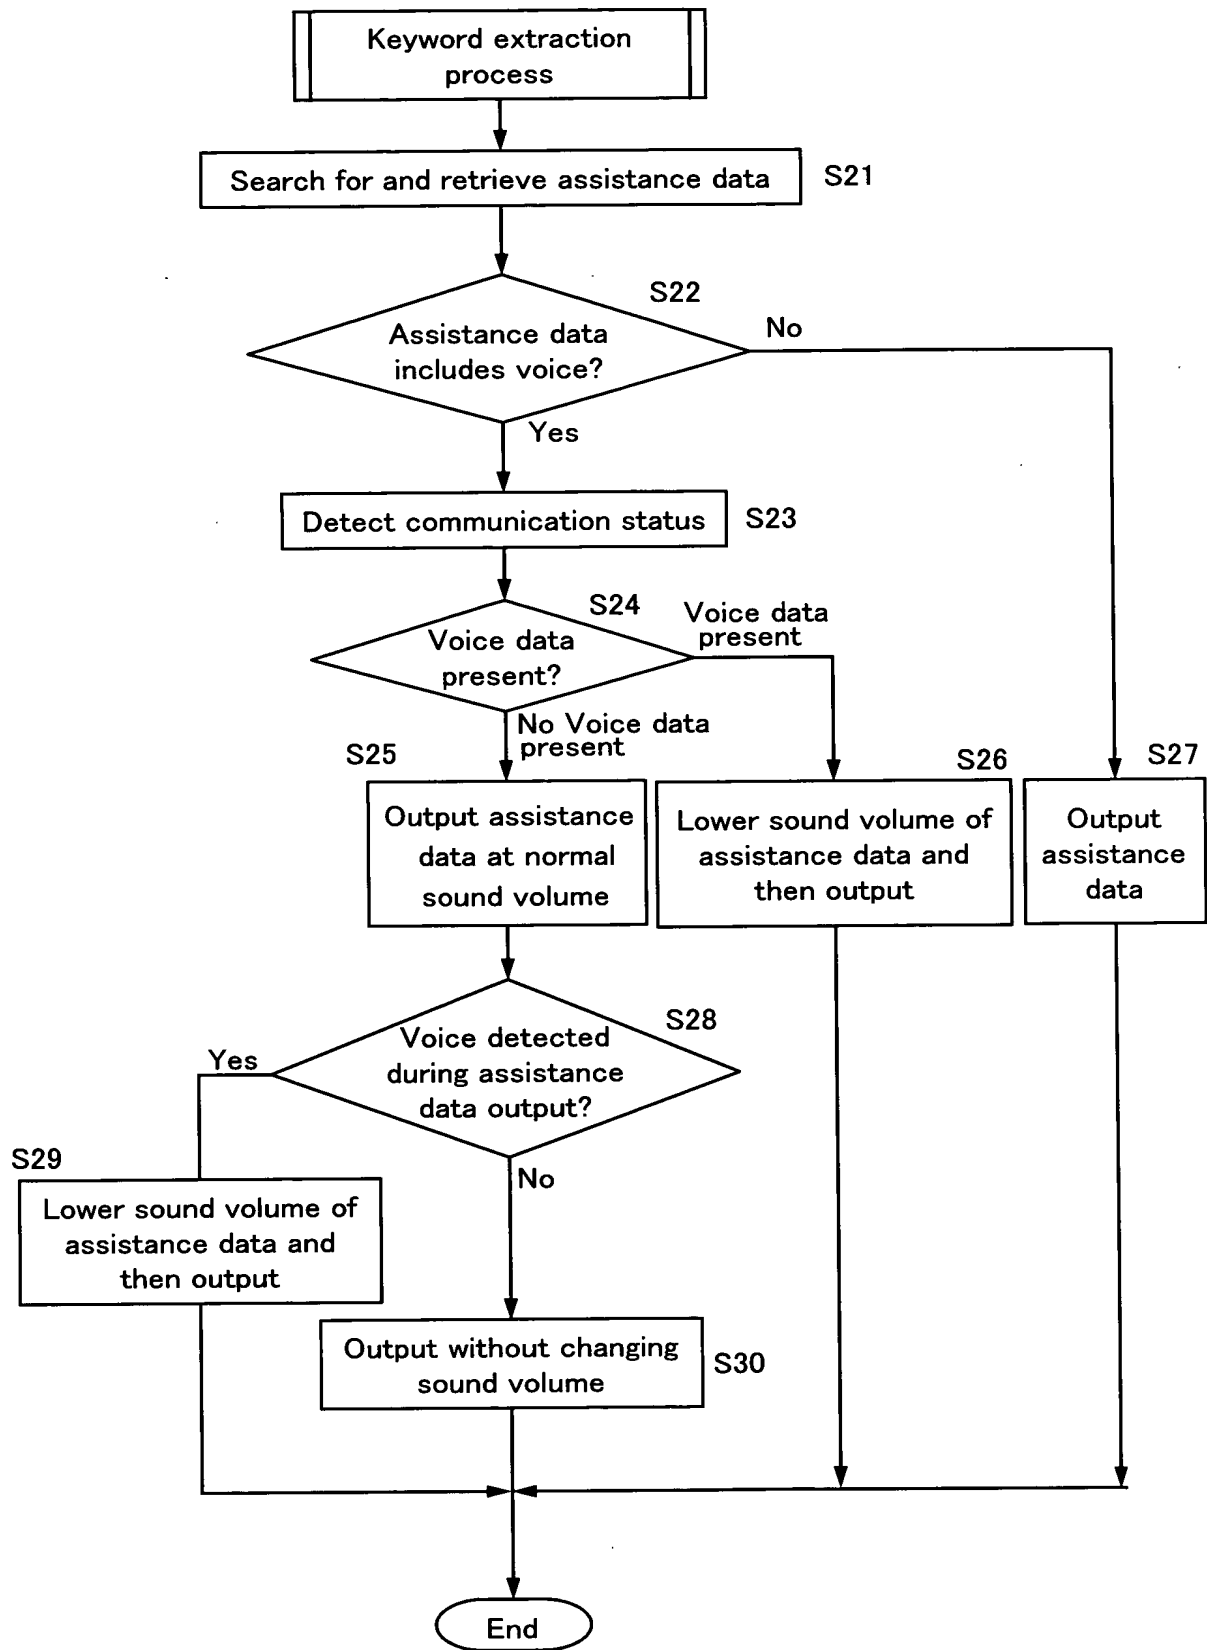 Keyword extraction
process
Search for and retrieve assistance data
S21
S22
Assistance data
includes voice?
No
Yes
Detect communication status
S23
S24
Voice data
present?
Voice data
present
No Voice data
present
S25
Output assistance
data at normal
sound volume
S26
Lower sound volume of
assistance data and
then output
S27
Output
assistance
data
S28
Voice detected
during assistance
data output?
Yes
No
S29
Lower sound volume of
assistance data and
then output
Output without changing
sound volume
S30
End